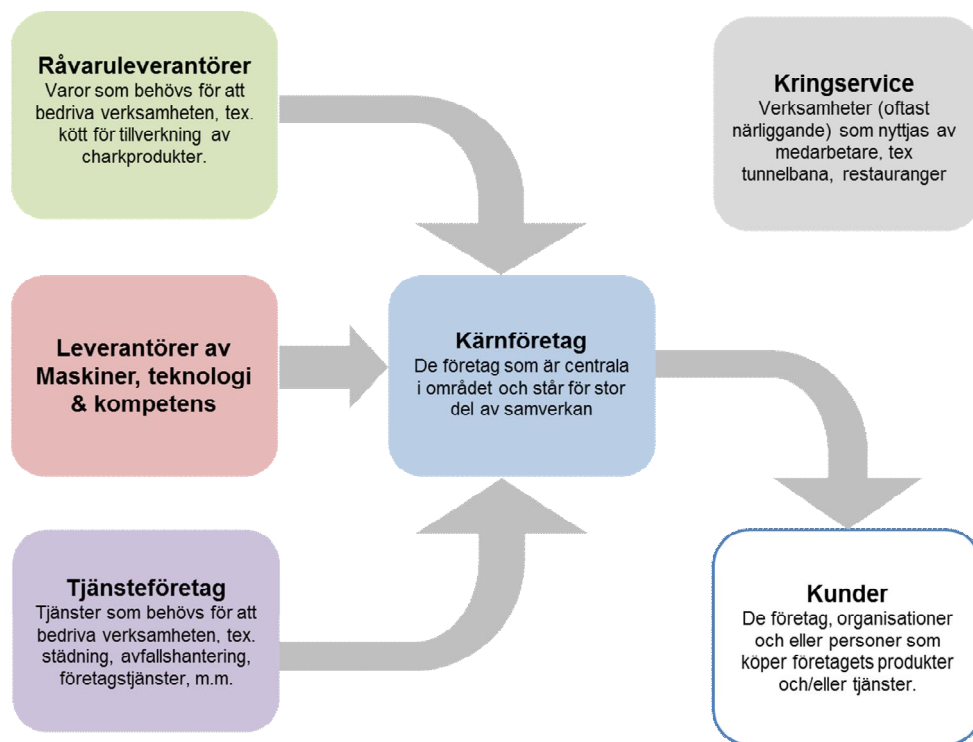 Råvaruleverantörer
Varor som behövs för att
bedriva verksamheten, tex.
kött för tillverkning av
charkprodukter.
Kringservice
Verksamheter (oftast
närliggande) som nyttjas av
medarbetare, tex
tunnelbana, restauranger
Leverantörer av
Maskiner, teknologi
& kompetens
Kärnföretag
De företag som är centrala
i området och står för stor
del av samverkan
Tjänsteföretag
Tjänster som behövs för att
bedriva verksamheten, tex.
städning, avfallshantering,
företagstjänster, m.m.
Kunder
De företag, organisationer
och eller personer som
köper företagets produkter
och/eller tjänster.